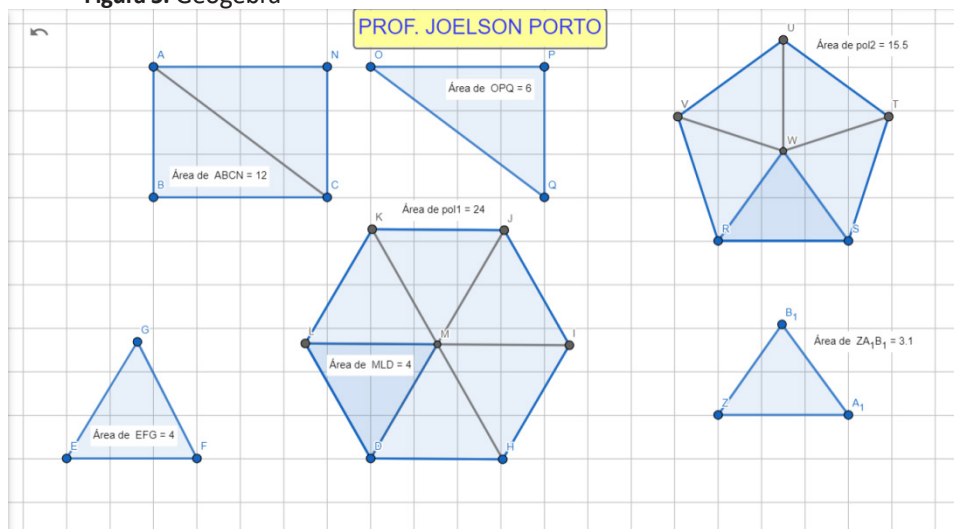 Figura 5. Geogebra
PROF. JOELSON PORTO
A
N
O
P
Área de OPQ = 6
U
Área de pol2 = 15.5
V
T
W
B
Área de ABCN = 12
C
Q
R
S
K
Área de pol1 = 24
J
G
L
M
I
Área de MLD = 4
B₁
Área de ZA₁B₁ = 3.1
Z
A₁
E
Área de EFG = 4
F
D
H